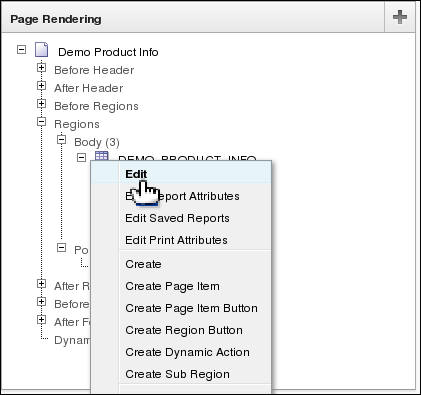 Page Rendering
Demo Product Info
Before Header
After Header
Before Regions
Regions
Body (3)
DEMO_PRODUCT_INFO
Edit
Report Attributes
Edit Saved Reports
Edit Print Attributes
Create
Create Page Item
Create Page Item Button
Create Region Button
Create Dynamic Action
Create Sub Region
Po
After R
Before
After Fo
Dynam